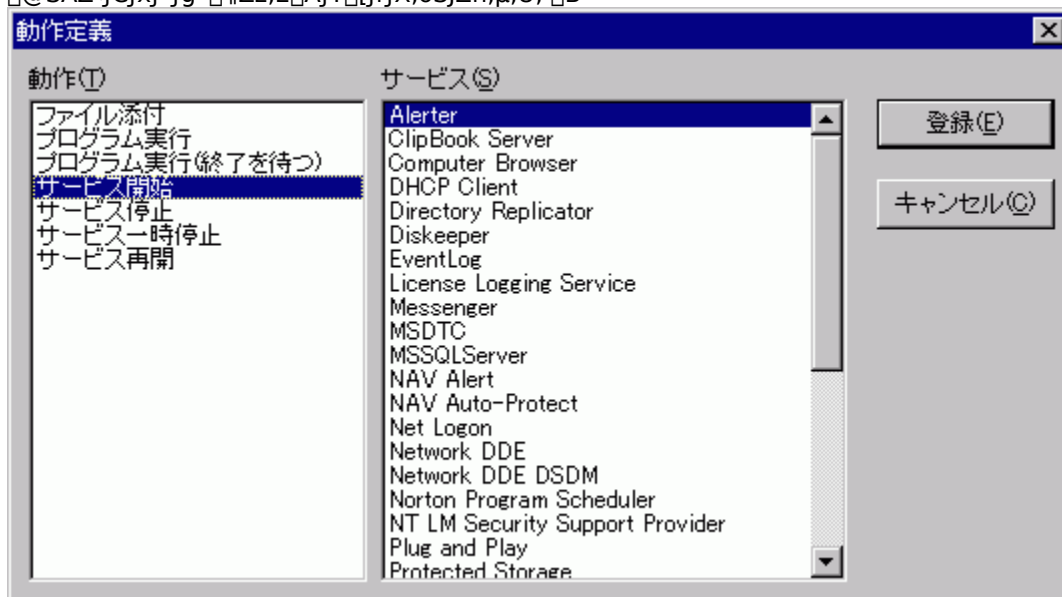 動作定義
動作(T)
ファイル添付
プログラム実行
プログラム実行(終了を待つ)
サービス開始
サービス停止
サービス一時停止
サービス再開
サービス(S)
Alerter
ClipBook Server
Computer Browser
DHCP Client
Directory Replicator
Diskeeper
EventLog
License Logging Service
Messenger
MSDTC
MSSQLServer
NAV Alert
NAV Auto-Protect
Net Logon
Network DDE
Network DDE DSDM
Norton Program Scheduler
NT LM Security Support Provider
Plug and Play
Protected Storage
登録(E)
キャンセル(C)